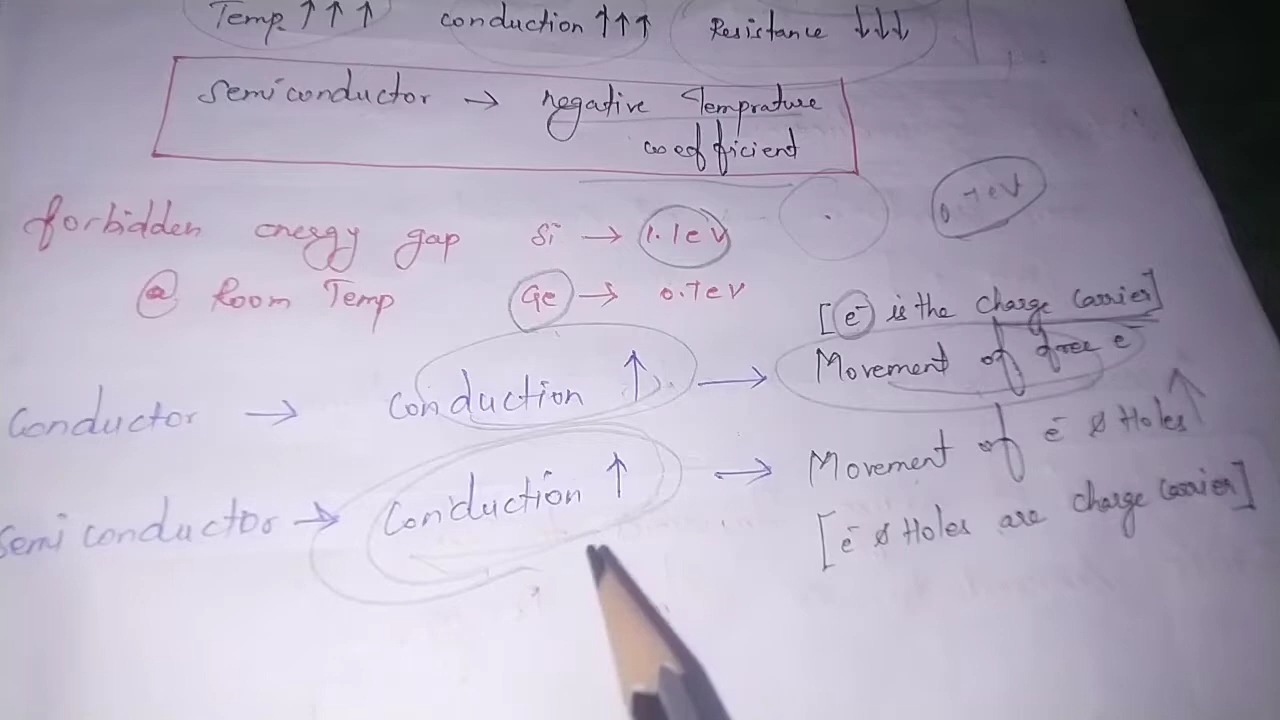 Temp. ↑↑↑ conduction ↑↑↑ Resistance ↓↓↓
Semiconductor → negative Temprature
coefficient
forbidden energy gap Si → 1.1eV 0.7eV
@ Room Temp Ge → 0.7eV
[e⁻ is the charge Carrier]
Conductor → Conduction ↑ → Movement of free e⁻
Semiconductor → Conduction ↑ → Movement of e⁻ & Holes ↑
[e⁻ & Holes are charge Carrier]